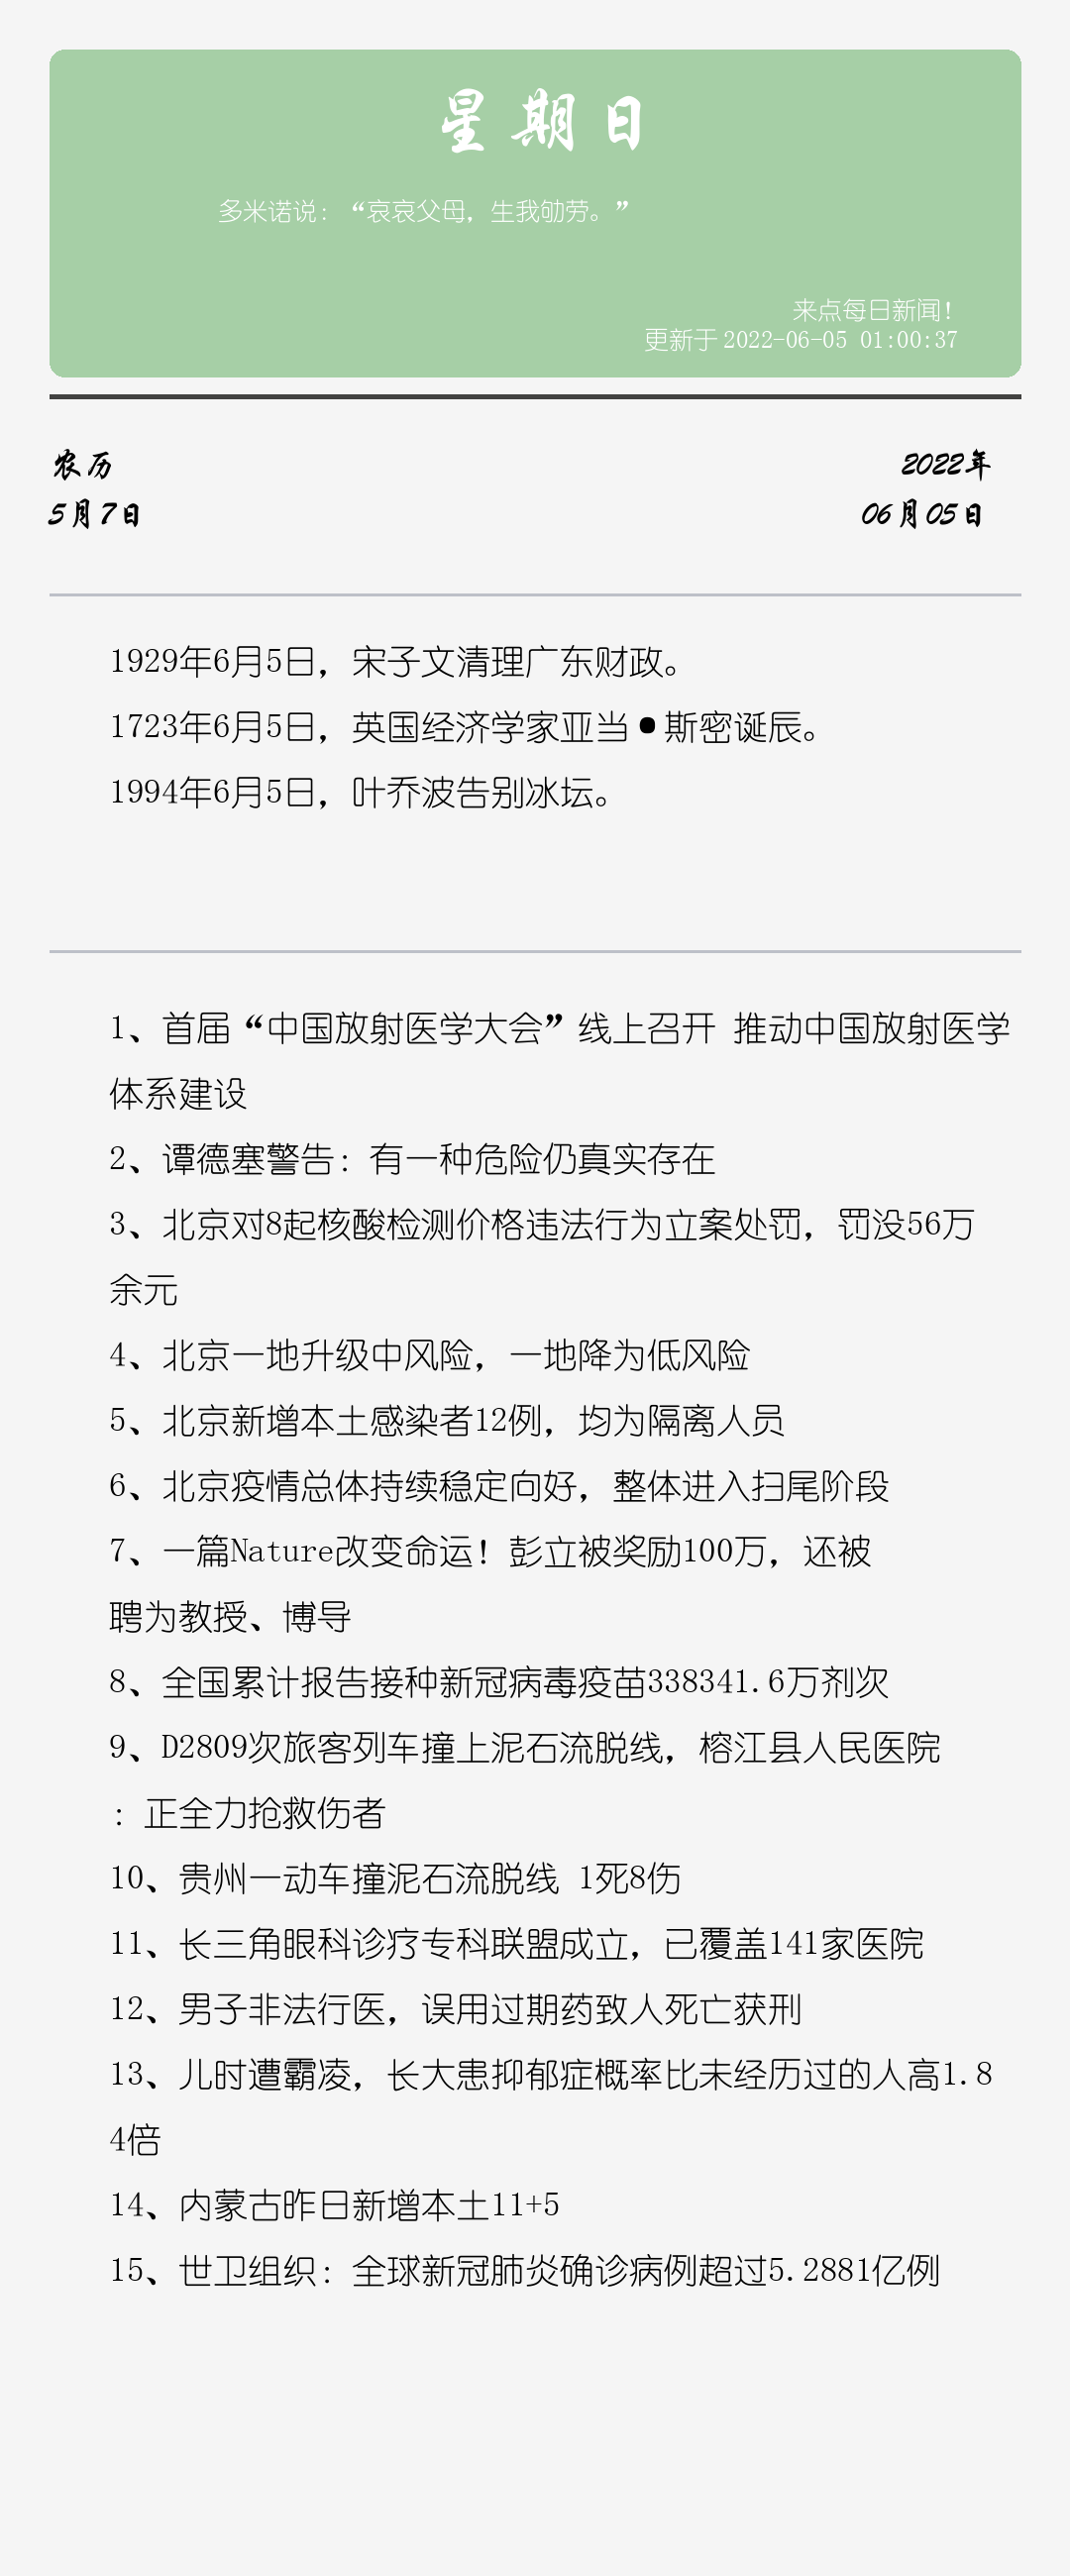 星期日
多米诺说：“哀哀父母，生我劬劳。”
来点每日新闻！
更新于 2022-06-05 01:00:37
农历
2022年
5月7日
06月05日
1929年6月5日，宋子文清理广东财政。
1723年6月5日，英国经济学家亚当●斯密诞辰。
1994年6月5日，叶乔波告别冰坛。
1、首届“中国放射医学大会”线上召开 推动中国放射医学
体系建设
2、谭德塞警告：有一种危险仍真实存在
3、北京对8起核酸检测价格违法行为立案处罚，罚没56万
余元
4、北京一地升级中风险，一地降为低风险
5、北京新增本土感染者12例，均为隔离人员
6、北京疫情总体持续稳定向好，整体进入扫尾阶段
7、一篇Nature改变命运！彭立被奖励100万，还被
聘为教授、博导
8、全国累计报告接种新冠病毒疫苗338341.6万剂次
9、D2809次旅客列车撞上泥石流脱线，榕江县人民医院
：正全力抢救伤者
10、贵州一动车撞泥石流脱线 1死8伤
11、长三角眼科诊疗专科联盟成立，已覆盖141家医院
12、男子非法行医，误用过期药致人死亡获刑
13、儿时遭霸凌，长大患抑郁症概率比未经历过的人高1.8
4倍
14、内蒙古昨日新增本土11+5
15、世卫组织：全球新冠肺炎确诊病例超过5.2881亿例